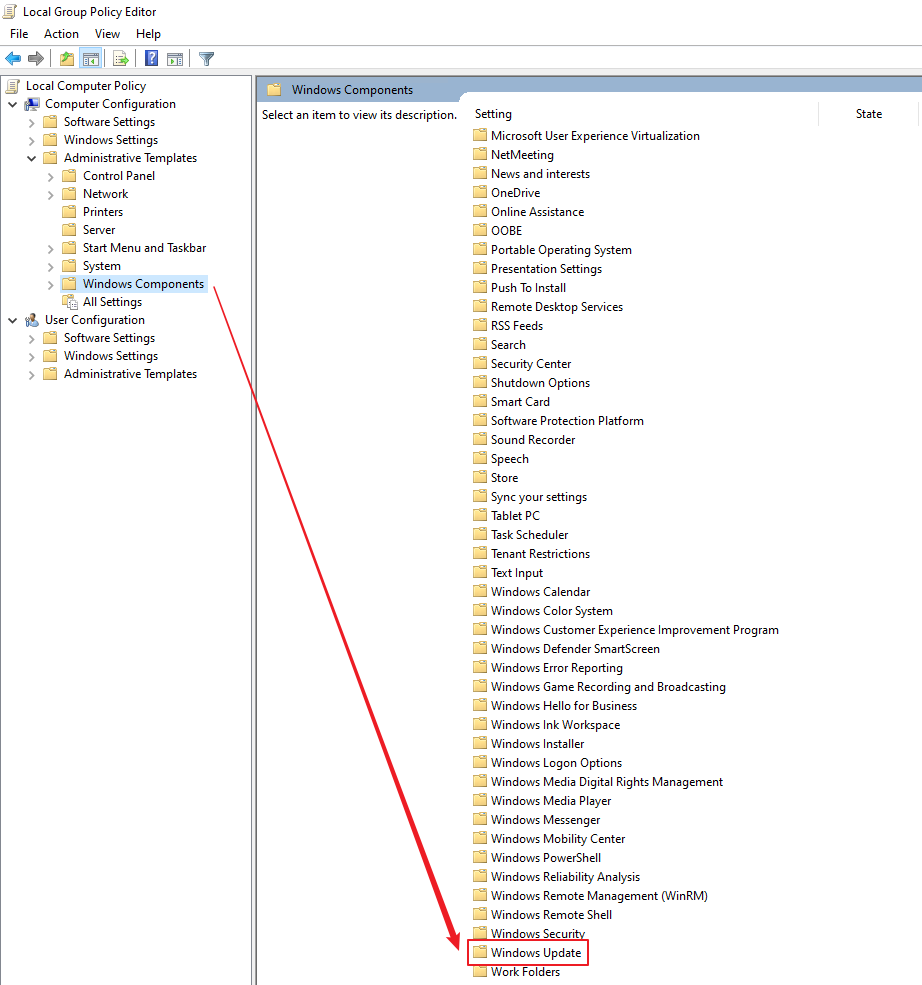 Local Group Policy Editor
File Action View Help
Local Computer Policy
Computer Configuration
Software Settings
Windows Settings
Administrative Templates
Control Panel
Network
Printers
Server
Start Menu and Taskbar
System
Windows Components
All Settings
User Configuration
Software Settings
Windows Settings
Administrative Templates
Windows Components
Select an item to view its description.
Setting State
Microsoft User Experience Virtualization
NetMeeting
News and interests
OneDrive
Online Assistance
OOBE
Portable Operating System
Presentation Settings
Push To Install
Remote Desktop Services
RSS Feeds
Search
Security Center
Shutdown Options
Smart Card
Software Protection Platform
Sound Recorder
Speech
Store
Sync your settings
Tablet PC
Task Scheduler
Tenant Restrictions
Text Input
Windows Calendar
Windows Color System
Windows Customer Experience Improvement Program
Windows Defender SmartScreen
Windows Error Reporting
Windows Game Recording and Broadcasting
Windows Hello for Business
Windows Ink Workspace
Windows Installer
Windows Logon Options
Windows Media Digital Rights Management
Windows Media Player
Windows Messenger
Windows Mobility Center
Windows PowerShell
Windows Reliability Analysis
Windows Remote Management (WinRM)
Windows Remote Shell
Windows Security
Windows Update
Work Folders